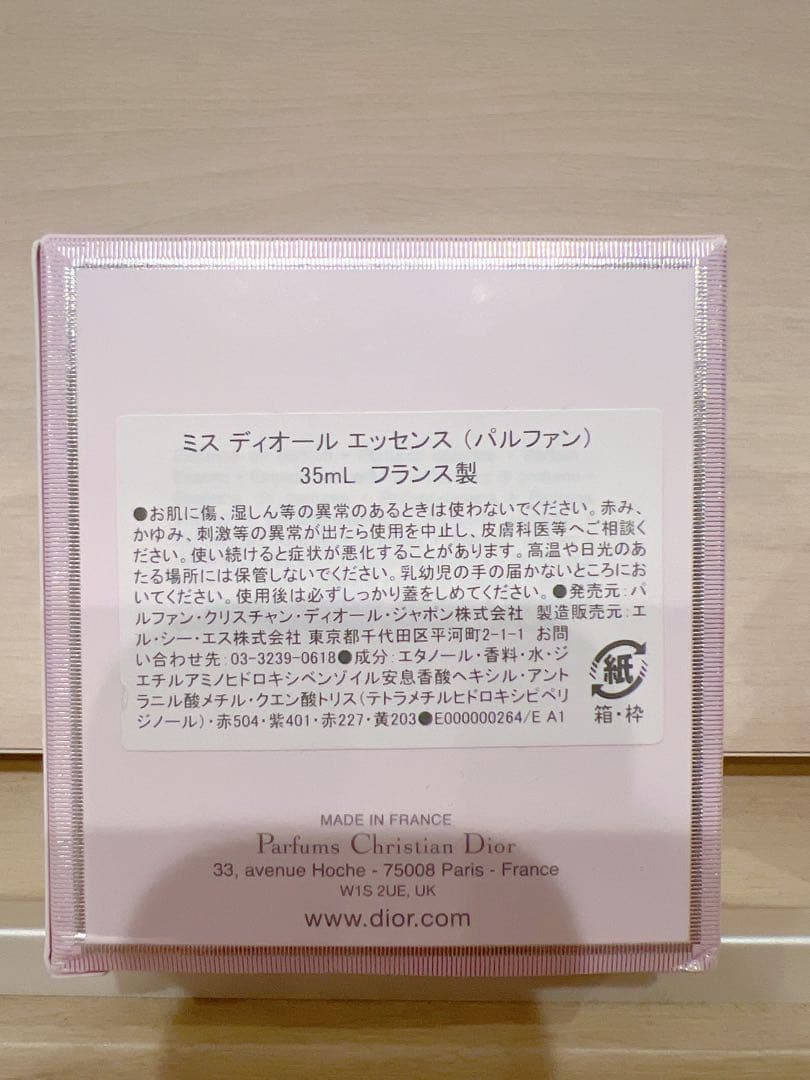 ミス ディオール エッセンス（パルファン）
35mL フランス製
●お肌に傷、湿しん等の異常のあるときは使わないでください。赤み、
かゆみ、刺激等の異常が出たら使用を中止し、皮膚科医等へご相談く
ださい。使い続けると症状が悪化することがあります。高温や日光のあ
たる場所には保管しないでください。乳幼児の手の届かないところにお
いてください。使用後は必ずしっかり蓋をしめてください。●発売元：パ
ルファン・クリスチャン・ディオール・ジャポン株式会社 製造販売元：エ
ル・シー・エス株式会社 東京都千代田区平河町2-1-1 お問
い合わせ先：03-3239-0618●成分：エタノール・香料・水・ジ
エチルアミノヒドロキシベンゾイル安息香酸ヘキシル・アント
ラニル酸メチル・クエン酸トリス（テトラメチルヒドロキシピペリ
ジノール）・赤504・紫401・赤227・黄203●E000000264/E A1
紙
箱・枠
MADE IN FRANCE
Parfums Christian Dior
33, avenue Hoche - 75008 Paris - France
W1S 2UE, UK
www.dior.com